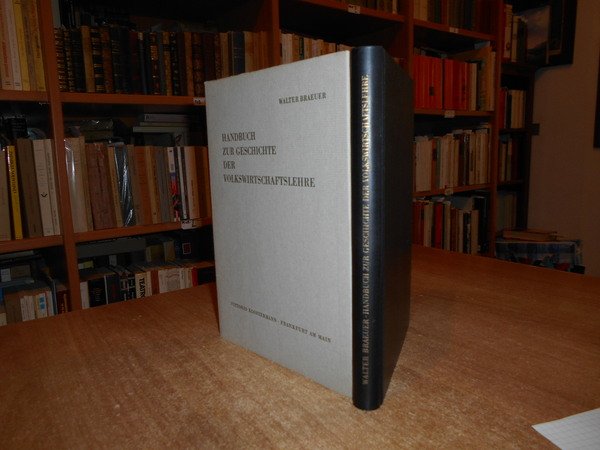 WALTER BRAEUER
HANDBUCH
ZUR GESCHICHTE
DER
VOLKSWIRTSCHAFTSLEHRE
VITTORIO KLOSTERMANN · FRANKFURT AM MAIN
WALTER BRAEUER · HANDBUCH ZUR GESCHICHTE DER VOLKSWIRTSCHAFTSLEHRE